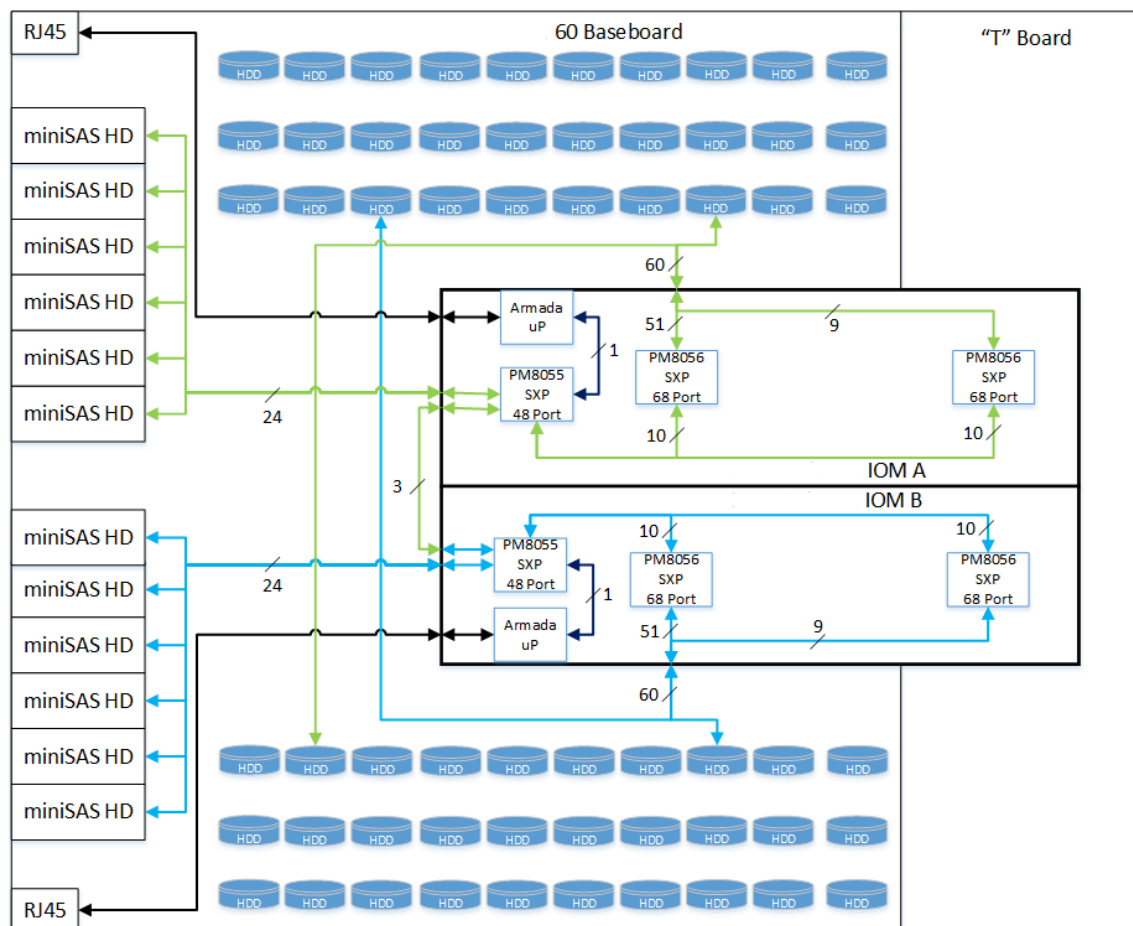 RJ45
60 Baseboard
“T” Board
HDD HDD HDD HDD HDD HDD HDD HDD HDD HDD
miniSAS HD
HDD HDD HDD HDD HDD HDD HDD HDD HDD HDD
miniSAS HD
HDD HDD HDD HDD HDD HDD HDD HDD HDD HDD
miniSAS HD
60
miniSAS HD
Armada
uP
51
9
1
miniSAS HD
PM8055
SXP
48 Port
PM8056
SXP
68 Port
PM8056
SXP
68 Port
miniSAS HD
24
10
10
IOM A
3
IOM B
miniSAS HD
10
10
PM8055
SXP
48 Port
PM8056
SXP
68 Port
PM8056
SXP
68 Port
24
miniSAS HD
1
miniSAS HD
Armada
uP
51
9
miniSAS HD
60
miniSAS HD
HDD HDD HDD HDD HDD HDD HDD HDD HDD HDD
miniSAS HD
HDD HDD HDD HDD HDD HDD HDD HDD HDD HDD
HDD HDD HDD HDD HDD HDD HDD HDD HDD HDD
RJ45